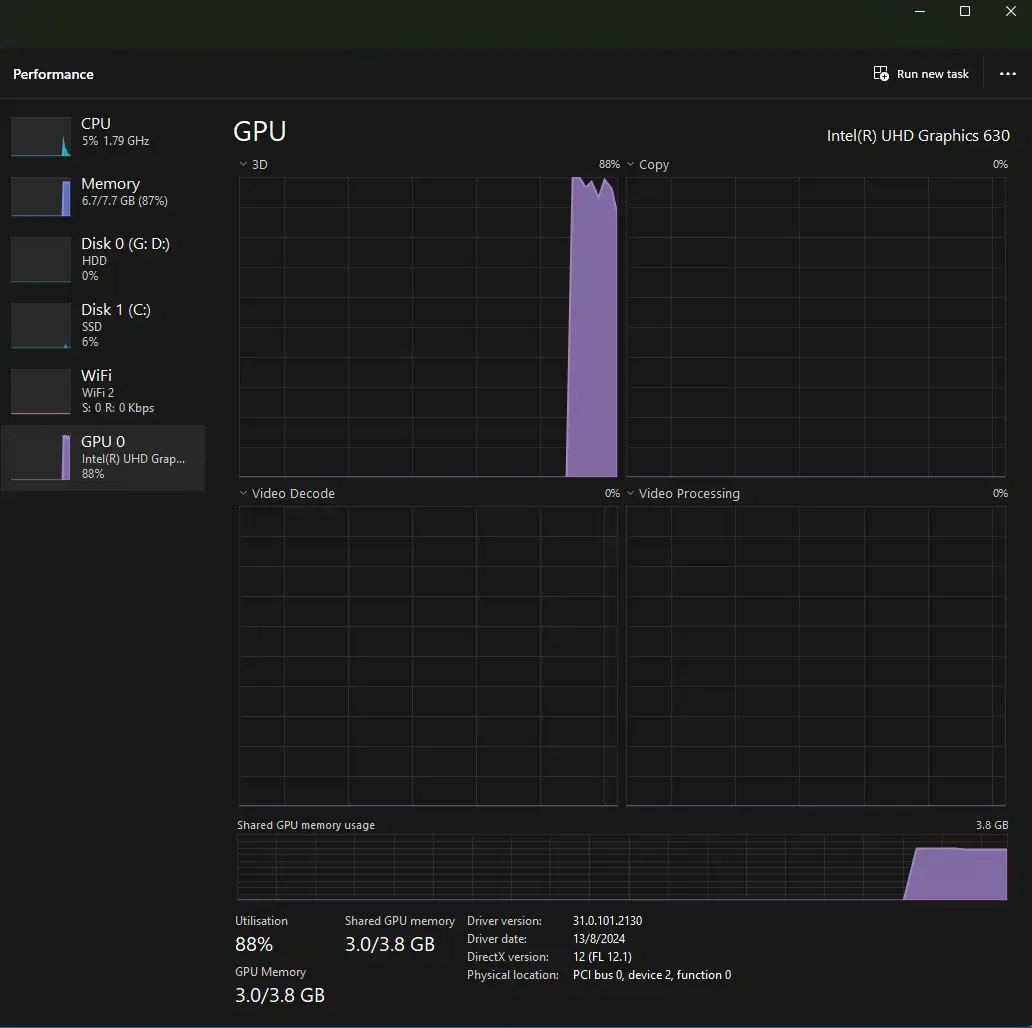 Performance
Run new task
CPU
5% 1.79 GHz
Memory
6.7/7.7 GB (87%)
Disk 0 (G: D:)
HDD
0%
Disk 1 (C:)
SSD
6%
WiFi
WiFi 2
S: 0 R: 0 Kbps
GPU 0
Intel(R) UHD Grap...
88%
GPU
Intel(R) UHD Graphics 630
3D 88%
Copy 0%
Video Decode 0%
Video Processing 0%
Shared GPU memory usage 3.8 GB
Utilisation
88%
Shared GPU memory
3.0/3.8 GB
GPU Memory
3.0/3.8 GB
Driver version: 31.0.101.2130
Driver date: 13/8/2024
DirectX version: 12 (FL 12.1)
Physical location: PCI bus 0, device 2, function 0